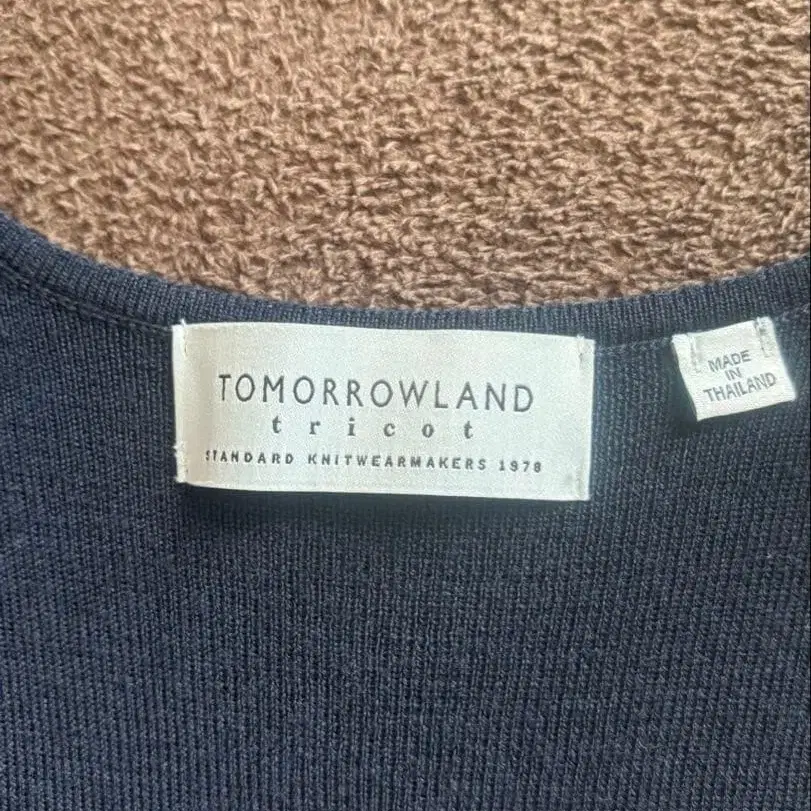 TOMORROWLAND
tricot
STANDARD KNITWEARMAKERS 1978
MADE
IN
THAILAND